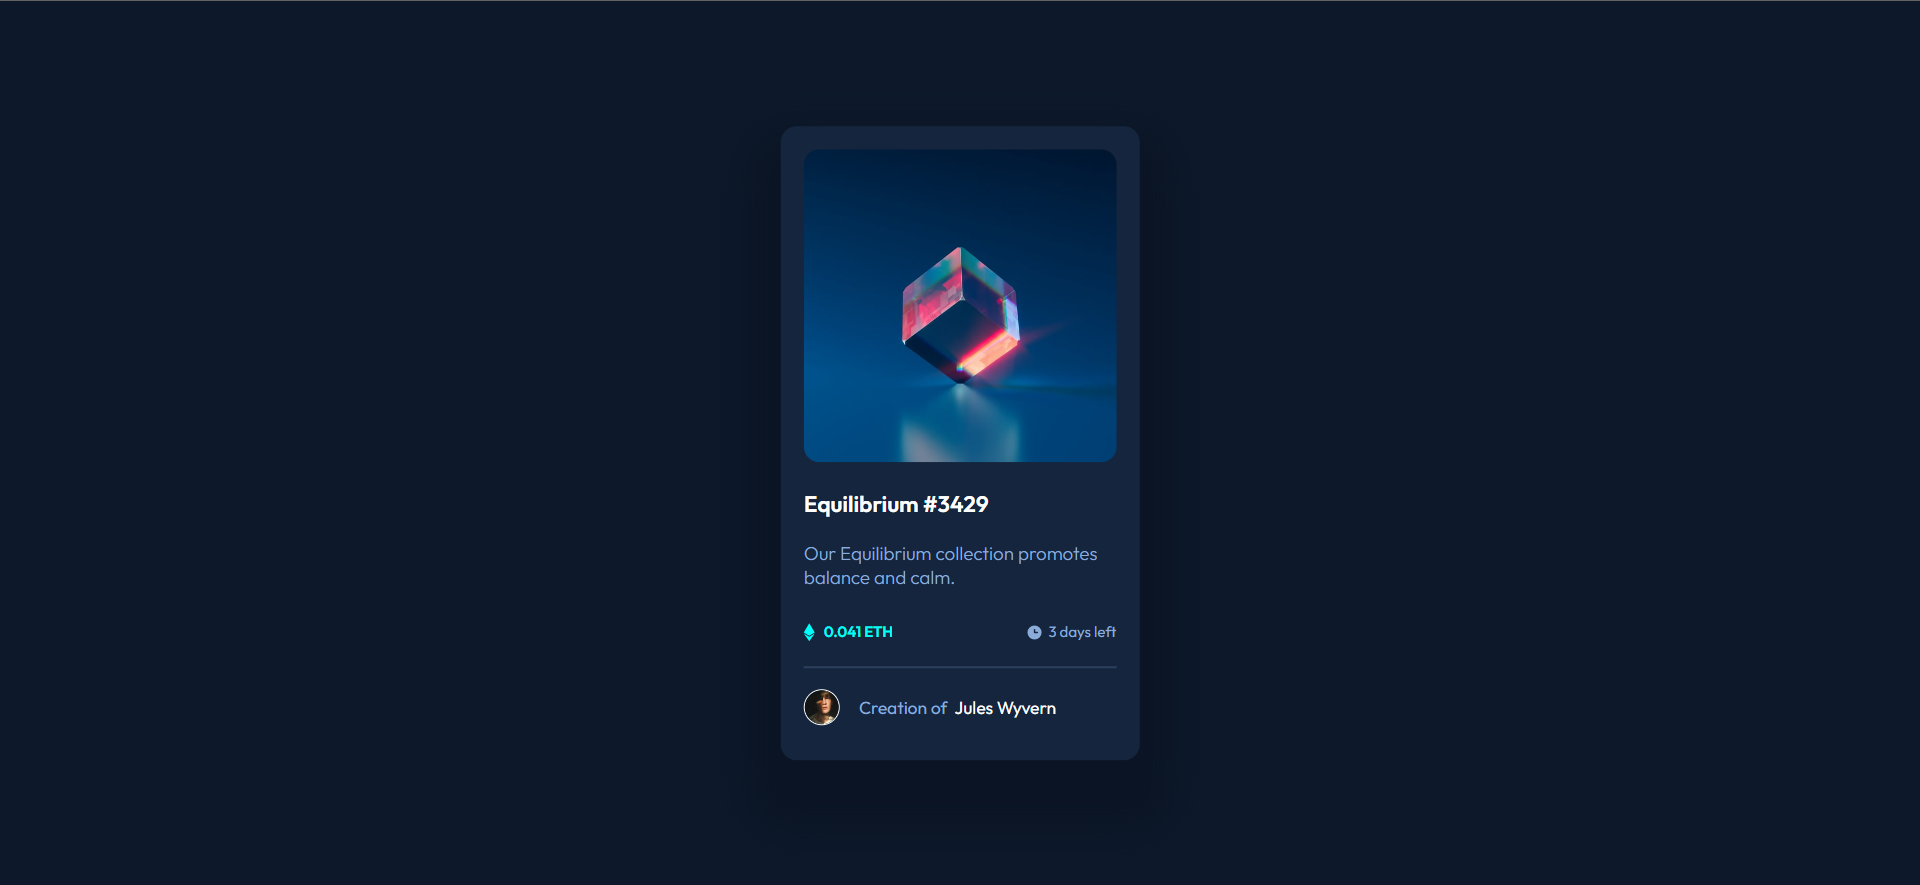 Equilibrium #3429
Our Equilibrium collection promotes
balance and calm.
0.041 ETH
3 days left
Creation of Jules Wyvern